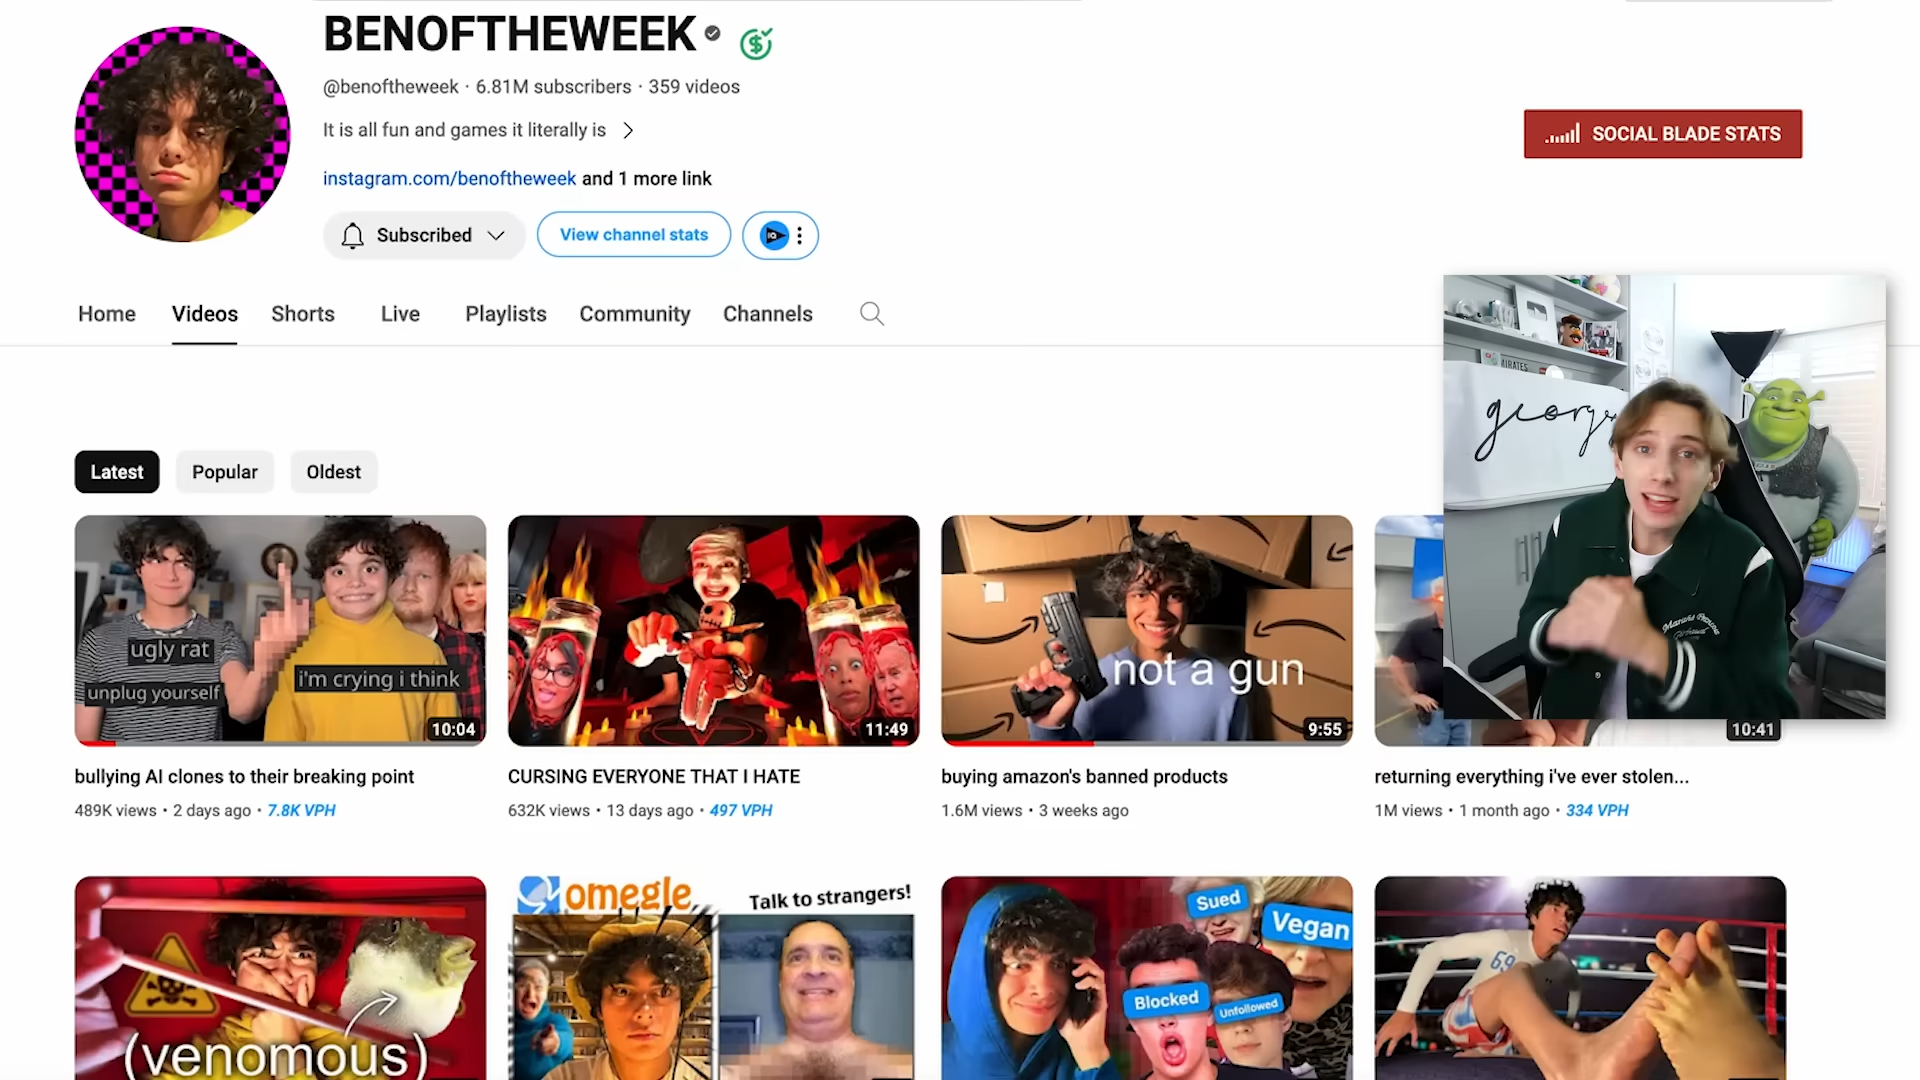 BENOFTHEWEEK
@benoftheweek · 6.81M subscribers · 359 videos
It is all fun and games it literally is
instagram.com/benoftheweek and 1 more link
Subscribed
View channel stats
SOCIAL BLADE STATS
Home Videos Shorts Live Playlists Community Channels
george
Latest Popular Oldest
ugly rat
unplug yourself
i'm crying i think
10:04
11:49
not a gun
9:55
10:41
bullying AI clones to their breaking point
489K views • 2 days ago • 7.8K VPH
CURSING EVERYONE THAT I HATE
632K views • 13 days ago • 497 VPH
buying amazon's banned products
1.6M views • 3 weeks ago
returning everything i've ever stolen...
1M views • 1 month ago • 334 VPH
(venomous)
omegle
Talk to strangers!
Sued
Vegan
Blocked
Unfollowed
69